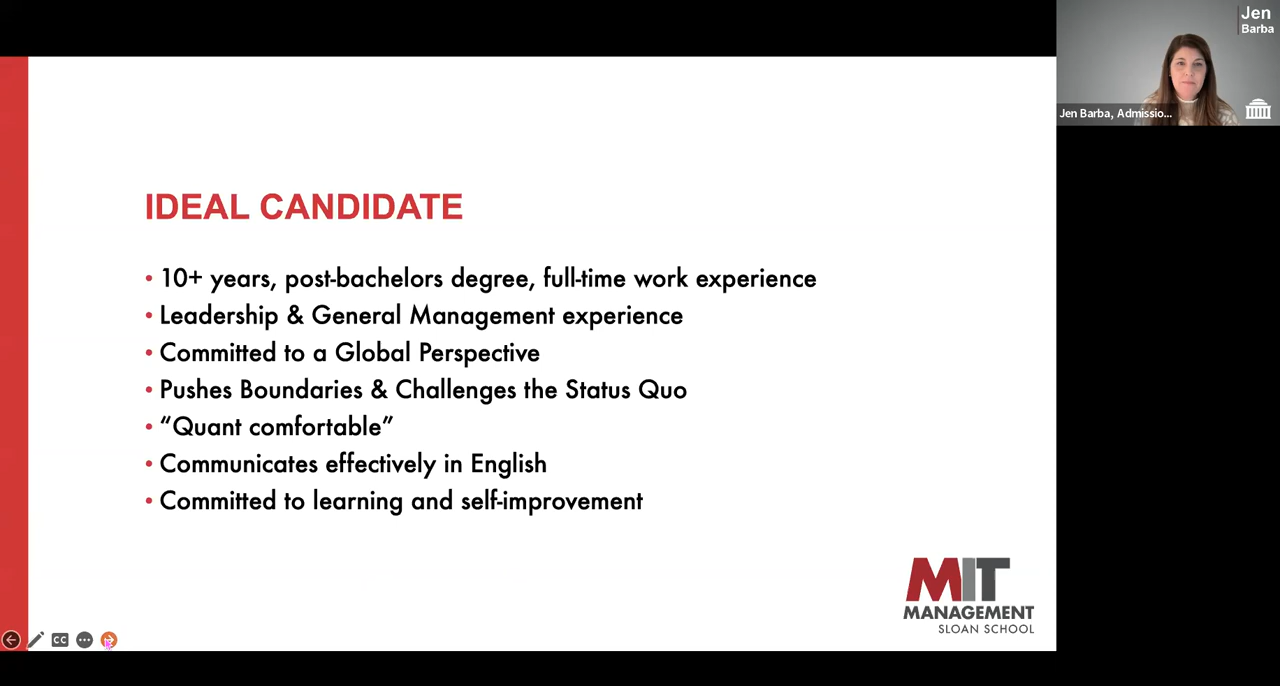 IDEAL CANDIDATE
• 10+ years, post-bachelors degree, full-time work experience
• Leadership & General Management experience
• Committed to a Global Perspective
• Pushes Boundaries & Challenges the Status Quo
• “Quant comfortable”
• Communicates effectively in English
• Committed to learning and self-improvement
MIT
MANAGEMENT
SLOAN SCHOOL
CC
Jen
Barba
Jen Barba, Admissio...